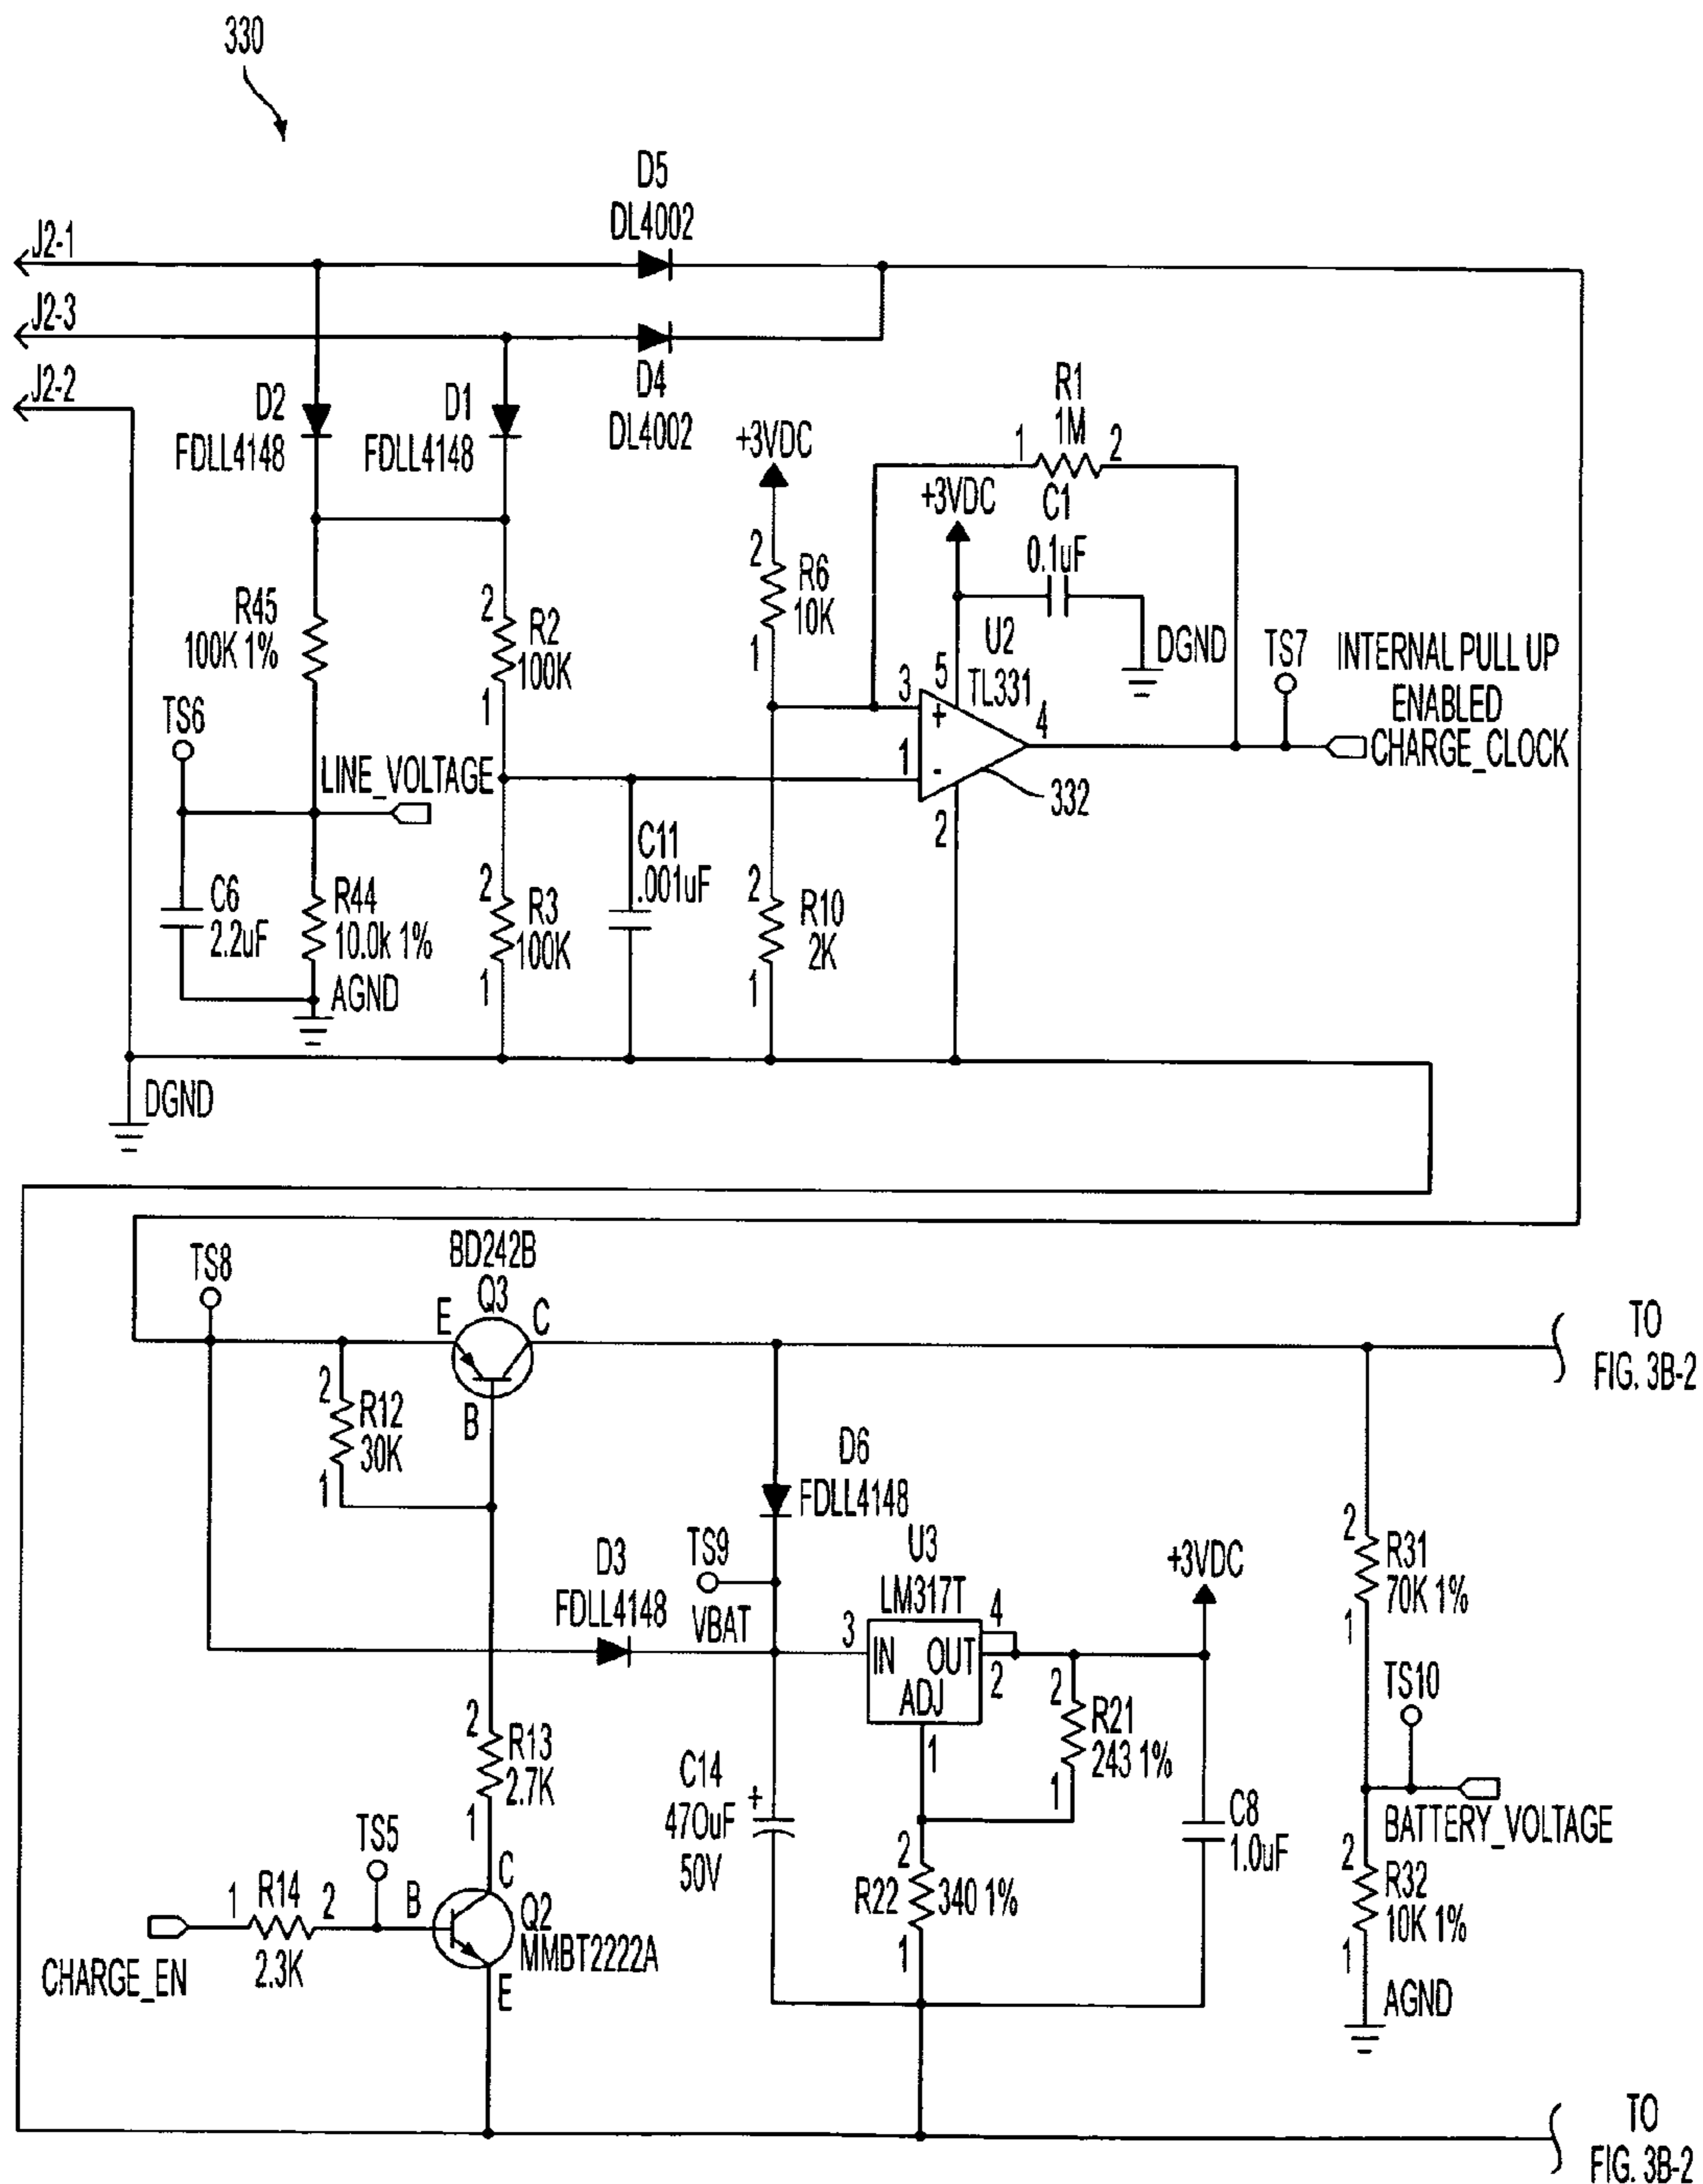 330
D5
DL4002
J2-1
J2-3
J2-2
D4
DL4002
D2
FDLL4148
D1
FDLL4148
+3VDC
R1
1M
1
2
+3VDC
C1
0.1uF
2
R6
10K
1
R45
100K 1%
2
R2
100K
1
U2
TL331
DGND
TS7
INTERNAL PULL UP
ENABLED
CHARGE_CLOCK
3
5
+
4
1
-
2
332
TS6
LINE_VOLTAGE
C11
.001uF
C6
2.2uF
R44
10.0k 1%
AGND
2
R3
100K
1
2
R10
2K
1
DGND
TS8
BD242B
Q3
E
C
B
TO
FIG. 3B-2
2
R12
30K
1
D6
FDLL4148
D3
FDLL4148
TS9
VBAT
U3
LM317T
3
IN
OUT
ADJ
4
2
1
+3VDC
2
R21
243 1%
1
2
R31
70K 1%
1
TS10
BATTERY_VOLTAGE
2
R13
2.7K
1
C14
470uF
50V
+
C8
1.0uF
2
R22
340 1%
1
2
R32
10K 1%
1
AGND
TS5
1
R14
2
2.3K
CHARGE_EN
B
C
Q2
MMBT2222A
E
TO
FIG. 3B-2